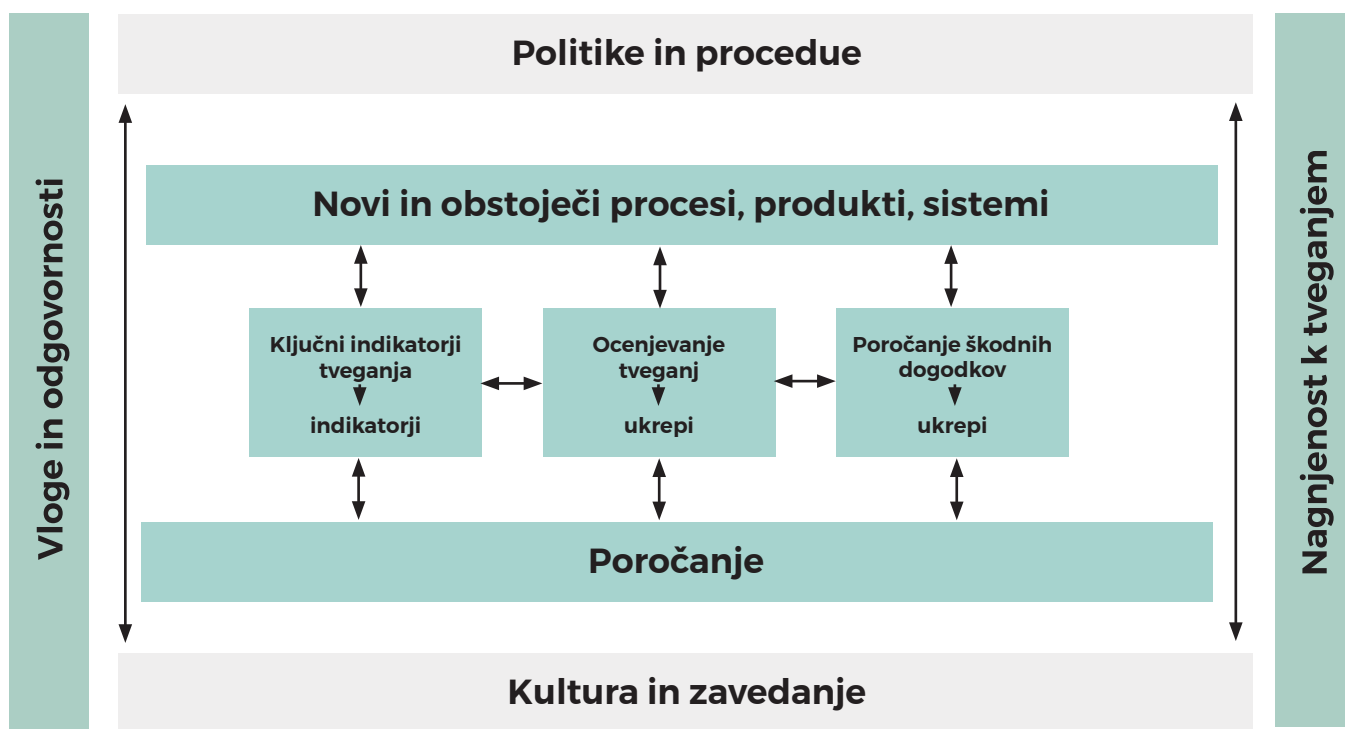 Politike in procedue
Vloge in odgovornosti
Nagnjenost k tveganjem
Novi in obstoječi procesi, produkti, sistemi
Ključni indikatorji
tveganja
indikatorji
Ocenjevanje
tveganj
ukrepi
Poročanje škodnih
dogodkov
ukrepi
Poročanje
Kultura in zavedanje